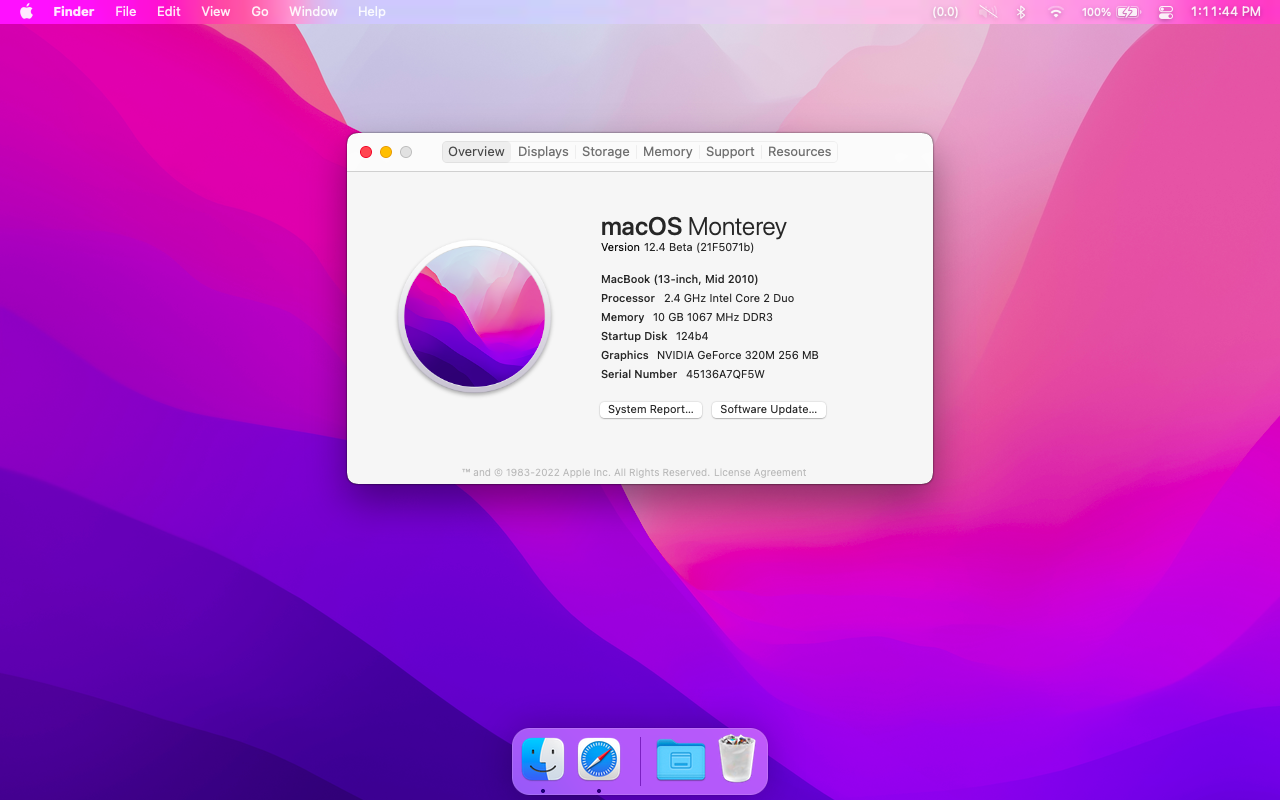 Finder File Edit View Go Window Help (0.0) 100% 1:11:44 PM
Overview Displays Storage Memory Support Resources
macOS Monterey
Version 12.4 Beta (21F5071b)
MacBook (13-inch, Mid 2010)
Processor 2.4 GHz Intel Core 2 Duo
Memory 10 GB 1067 MHz DDR3
Startup Disk 124b4
Graphics NVIDIA GeForce 320M 256 MB
Serial Number 45136A7QF5W
System Report... Software Update...
™ and © 1983-2022 Apple Inc. All Rights Reserved. License Agreement